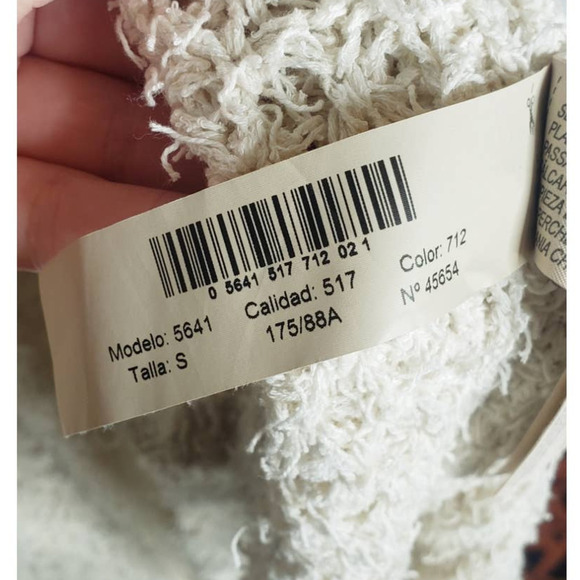 0 5641 517 712 02 1
Modelo: 5641 Calidad: 517 Color: 712
Talla: S 175/88A Nº 45654